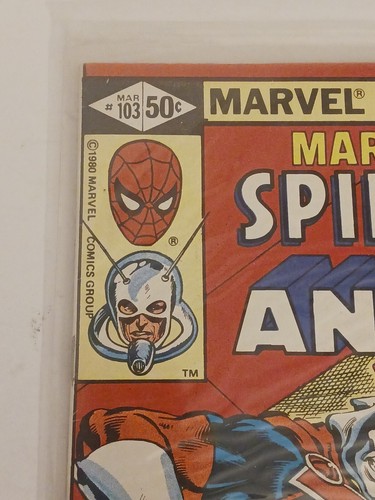 MAR
# 103
50¢
MARVEL®
©1980 MARVEL COMICS GROUP
MAR
SPI
AN
®
TM